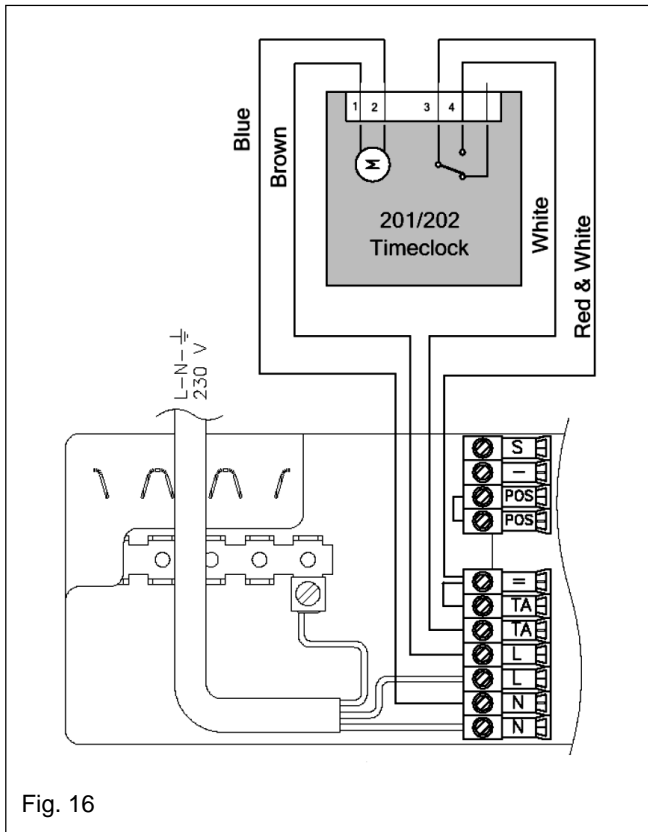 1 2 3 4
M
201/202
Timeclock
Blue
Brown
White
Red & White
L-N-⏚
230 V
S
–
POS
POS
=
TA
TA
L
L
N
N
Fig. 16